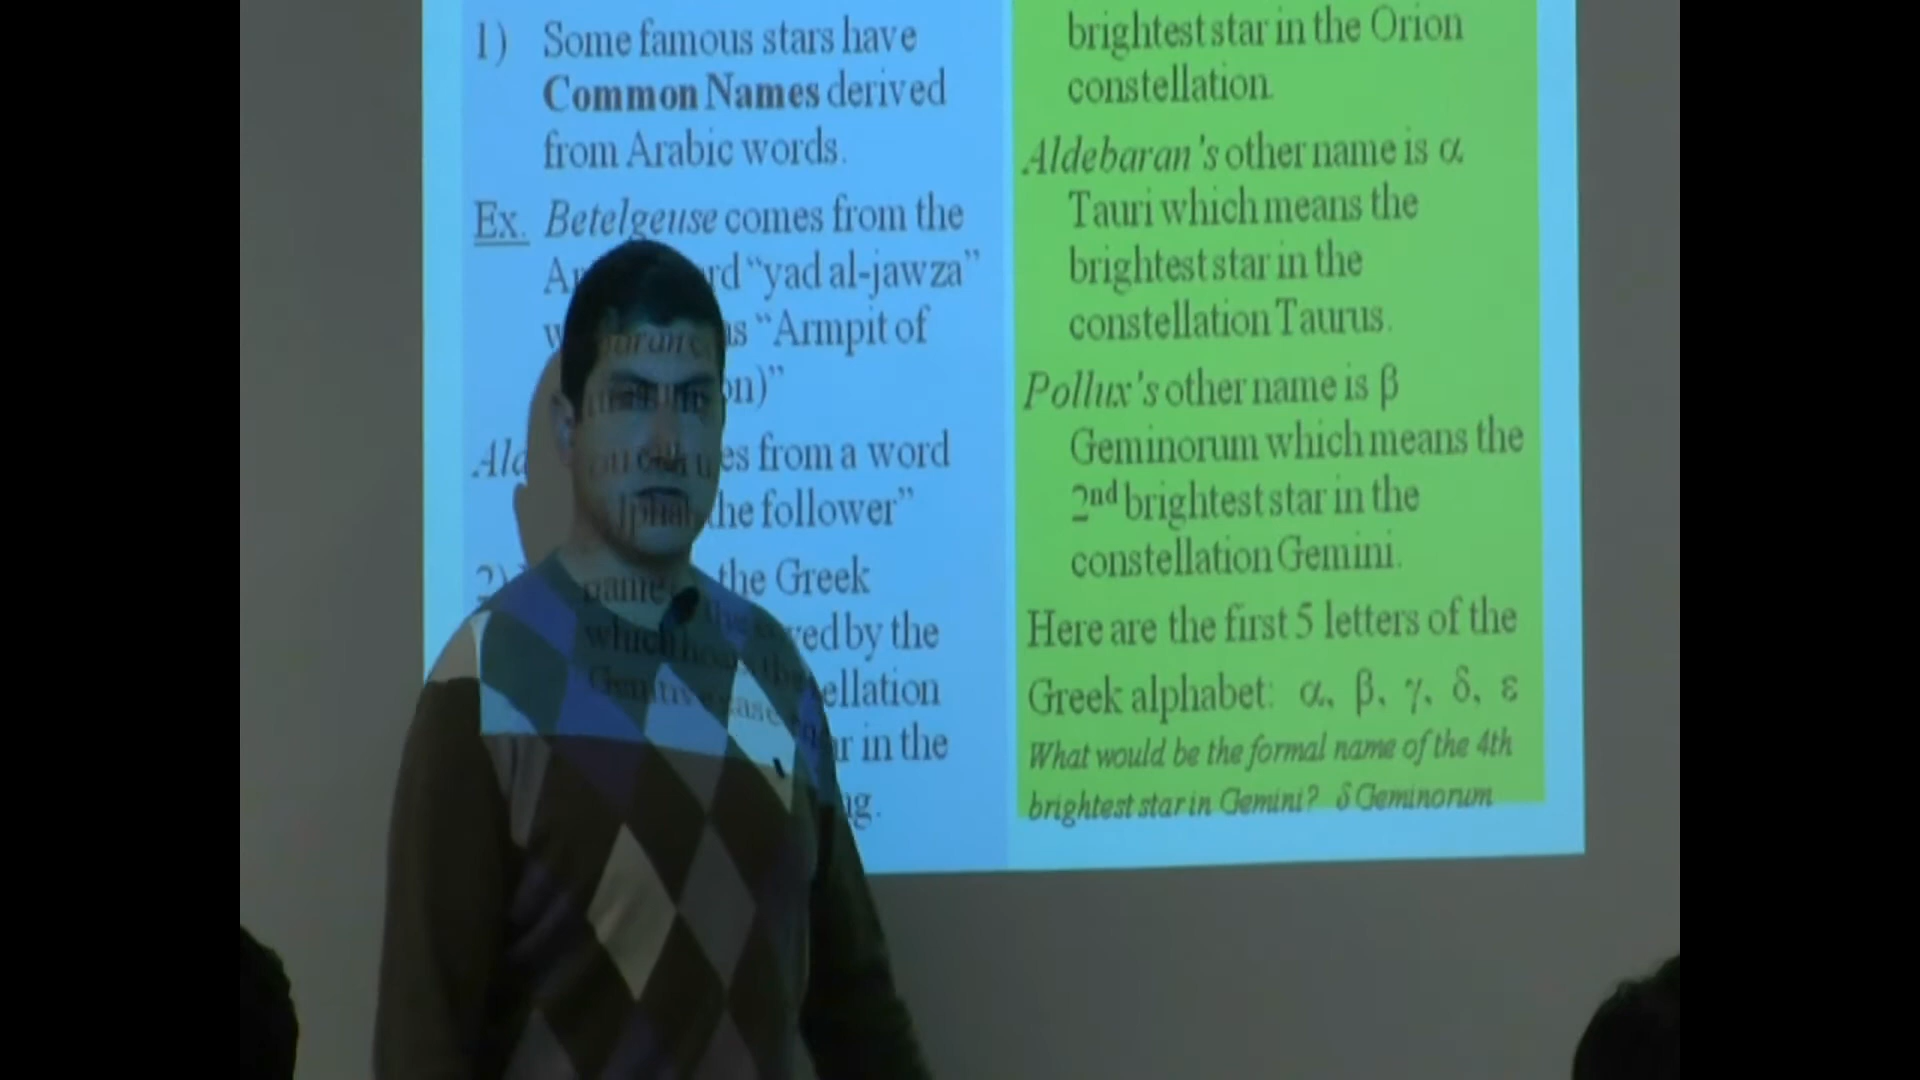 1) Some famous stars have
Common Names derived
from Arabic words.
Ex. Betelgeuse comes from the
"yad al-jawza"
"Armpit of
from a word
the follower"
2) name the Greek
which by the
in the
brightest star in the Orion
constellation.
Aldebaran's other name is α
Tauri which means the
brightest star in the
constellation Taurus.
Pollux's other name is β
Geminorum which means the
2nd brightest star in the
constellation Gemini.
Here are the first 5 letters of the
Greek alphabet: α, β, γ, δ, ε
What would be the formal name of the 4th
brightest star in Gemini? δ Geminorum